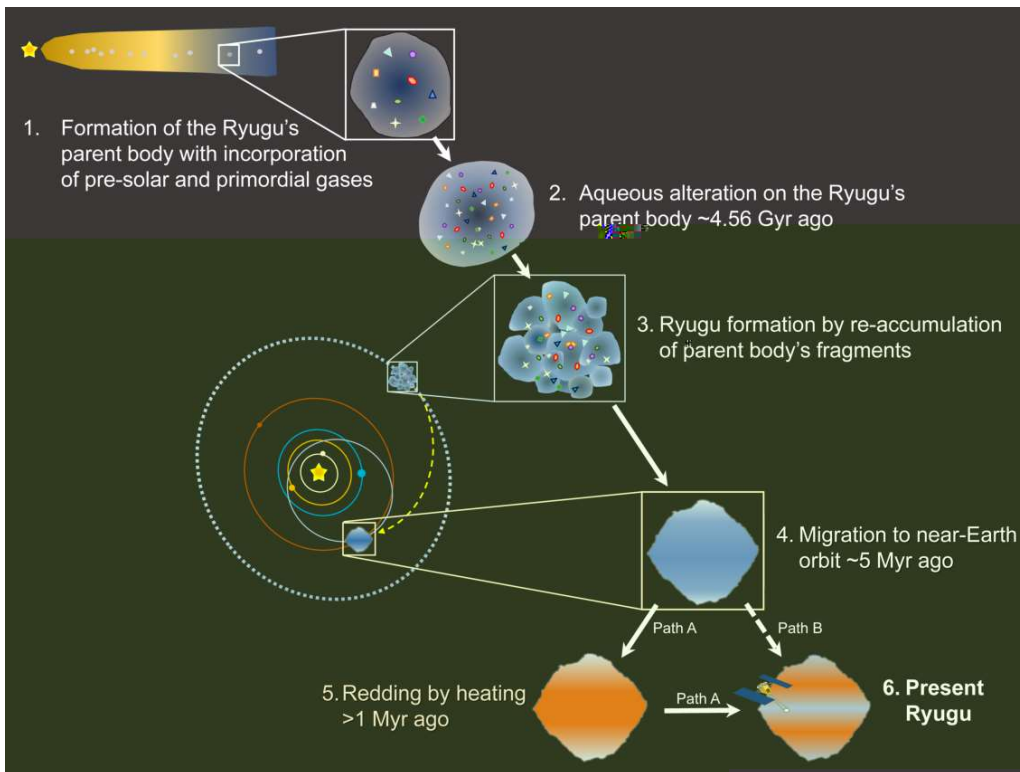 1. Formation of the Ryugu's
parent body with incorporation
of pre-solar and primordial gases
2. Aqueous alteration on the Ryugu's
parent body ~4.56 Gyr ago
3. Ryugu formation by re-accumulation
of parent body's fragments
4. Migration to near-Earth
orbit ~5 Myr ago
Path A
Path B
5. Redding by heating
>1 Myr ago
Path A
6. Present
Ryugu